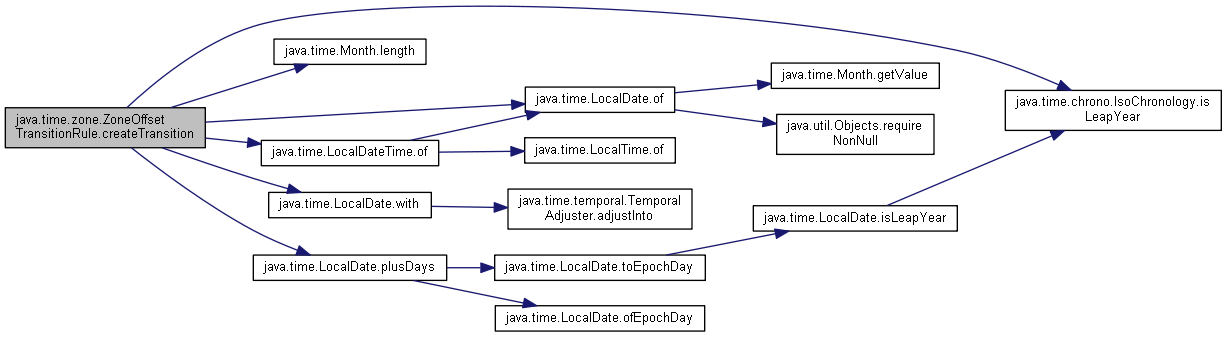 java.time.zone.ZoneOffset
TransitionRule.createTransition
java.time.Month.length
java.time.LocalDateTime.of
java.time.LocalDate.with
java.time.LocalDate.plusDays
java.time.LocalDate.of
java.time.LocalTime.of
java.time.temporal.Temporal
Adjuster.adjustInto
java.time.LocalDate.toEpochDay
java.time.LocalDate.ofEpochDay
java.time.Month.getValue
java.util.Objects.require
NonNull
java.time.LocalDate.isLeapYear
java.time.chrono.IsoChronology.is
LeapYear